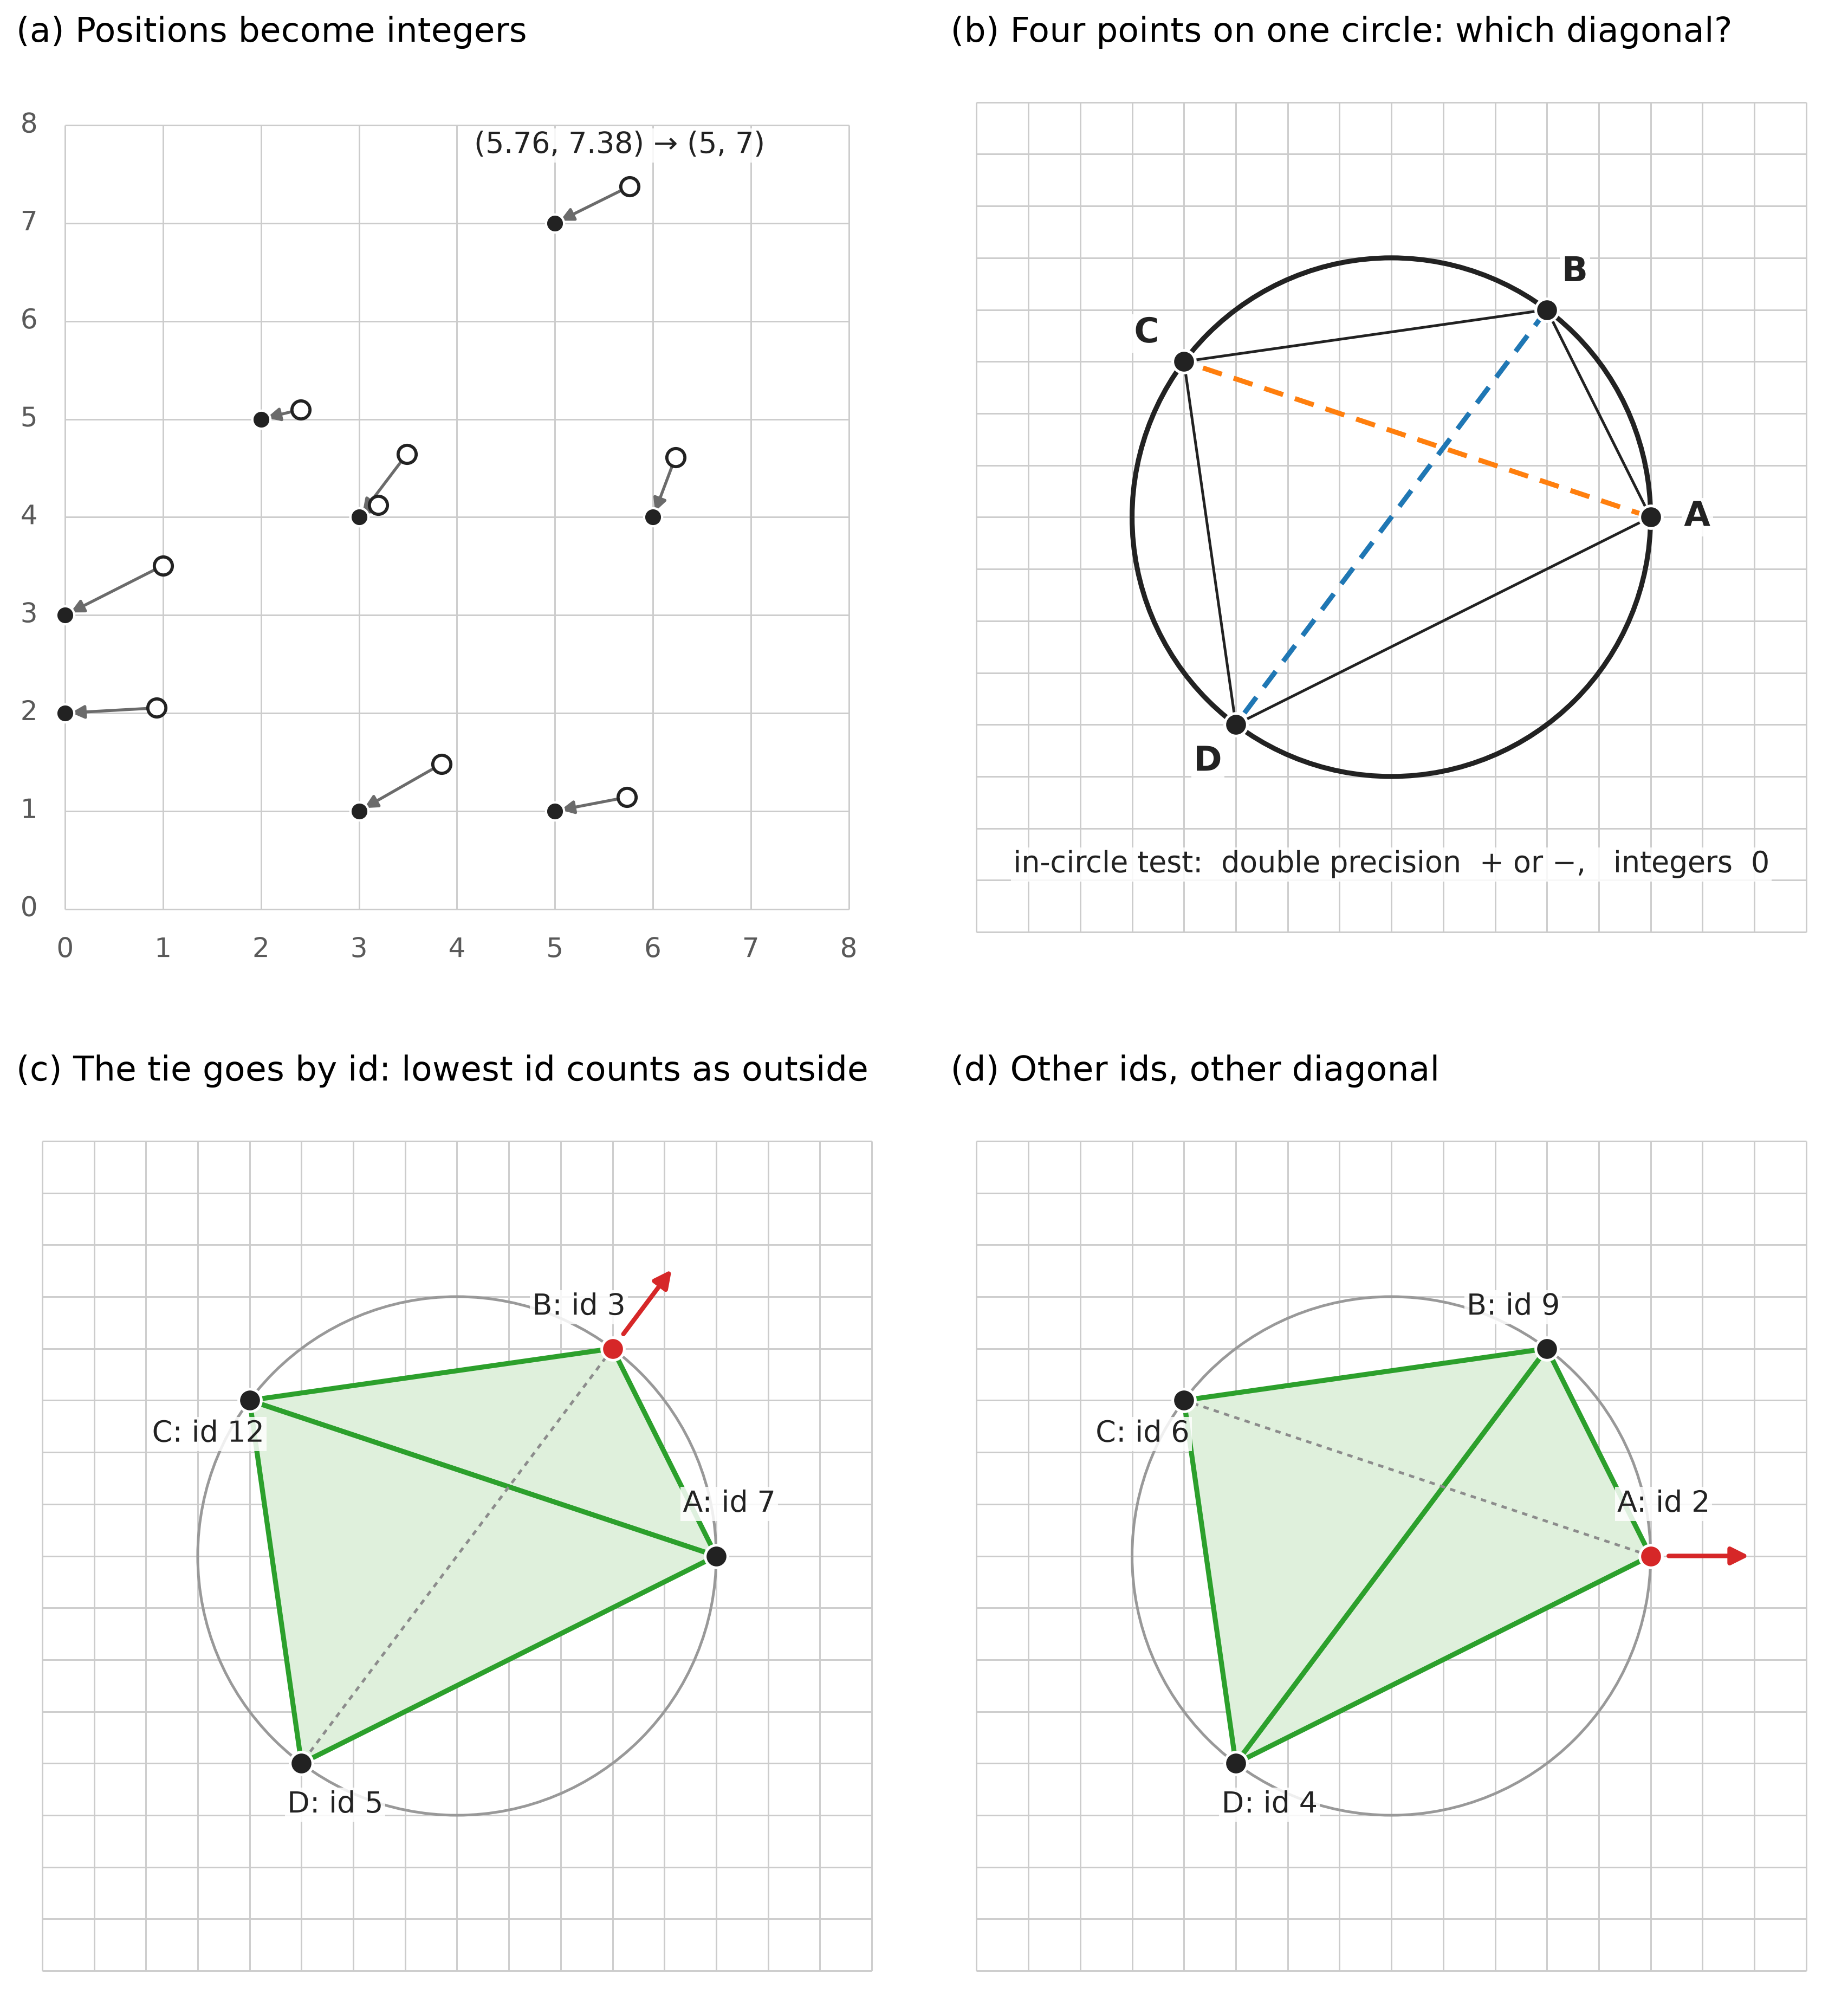 (a) Positions become integers
(b) Four points on one circle: which diagonal?
8
(5.76, 7.38) → (5, 7)
7
6
5
4
3
2
1
0
0 1 2 3 4 5 6 7 8
B
C
A
D
in-circle test: double precision + or −, integers 0
(c) The tie goes by id: lowest id counts as outside
(d) Other ids, other diagonal
B: id 3
C: id 12
A: id 7
D: id 5
B: id 9
C: id 6
A: id 2
D: id 4